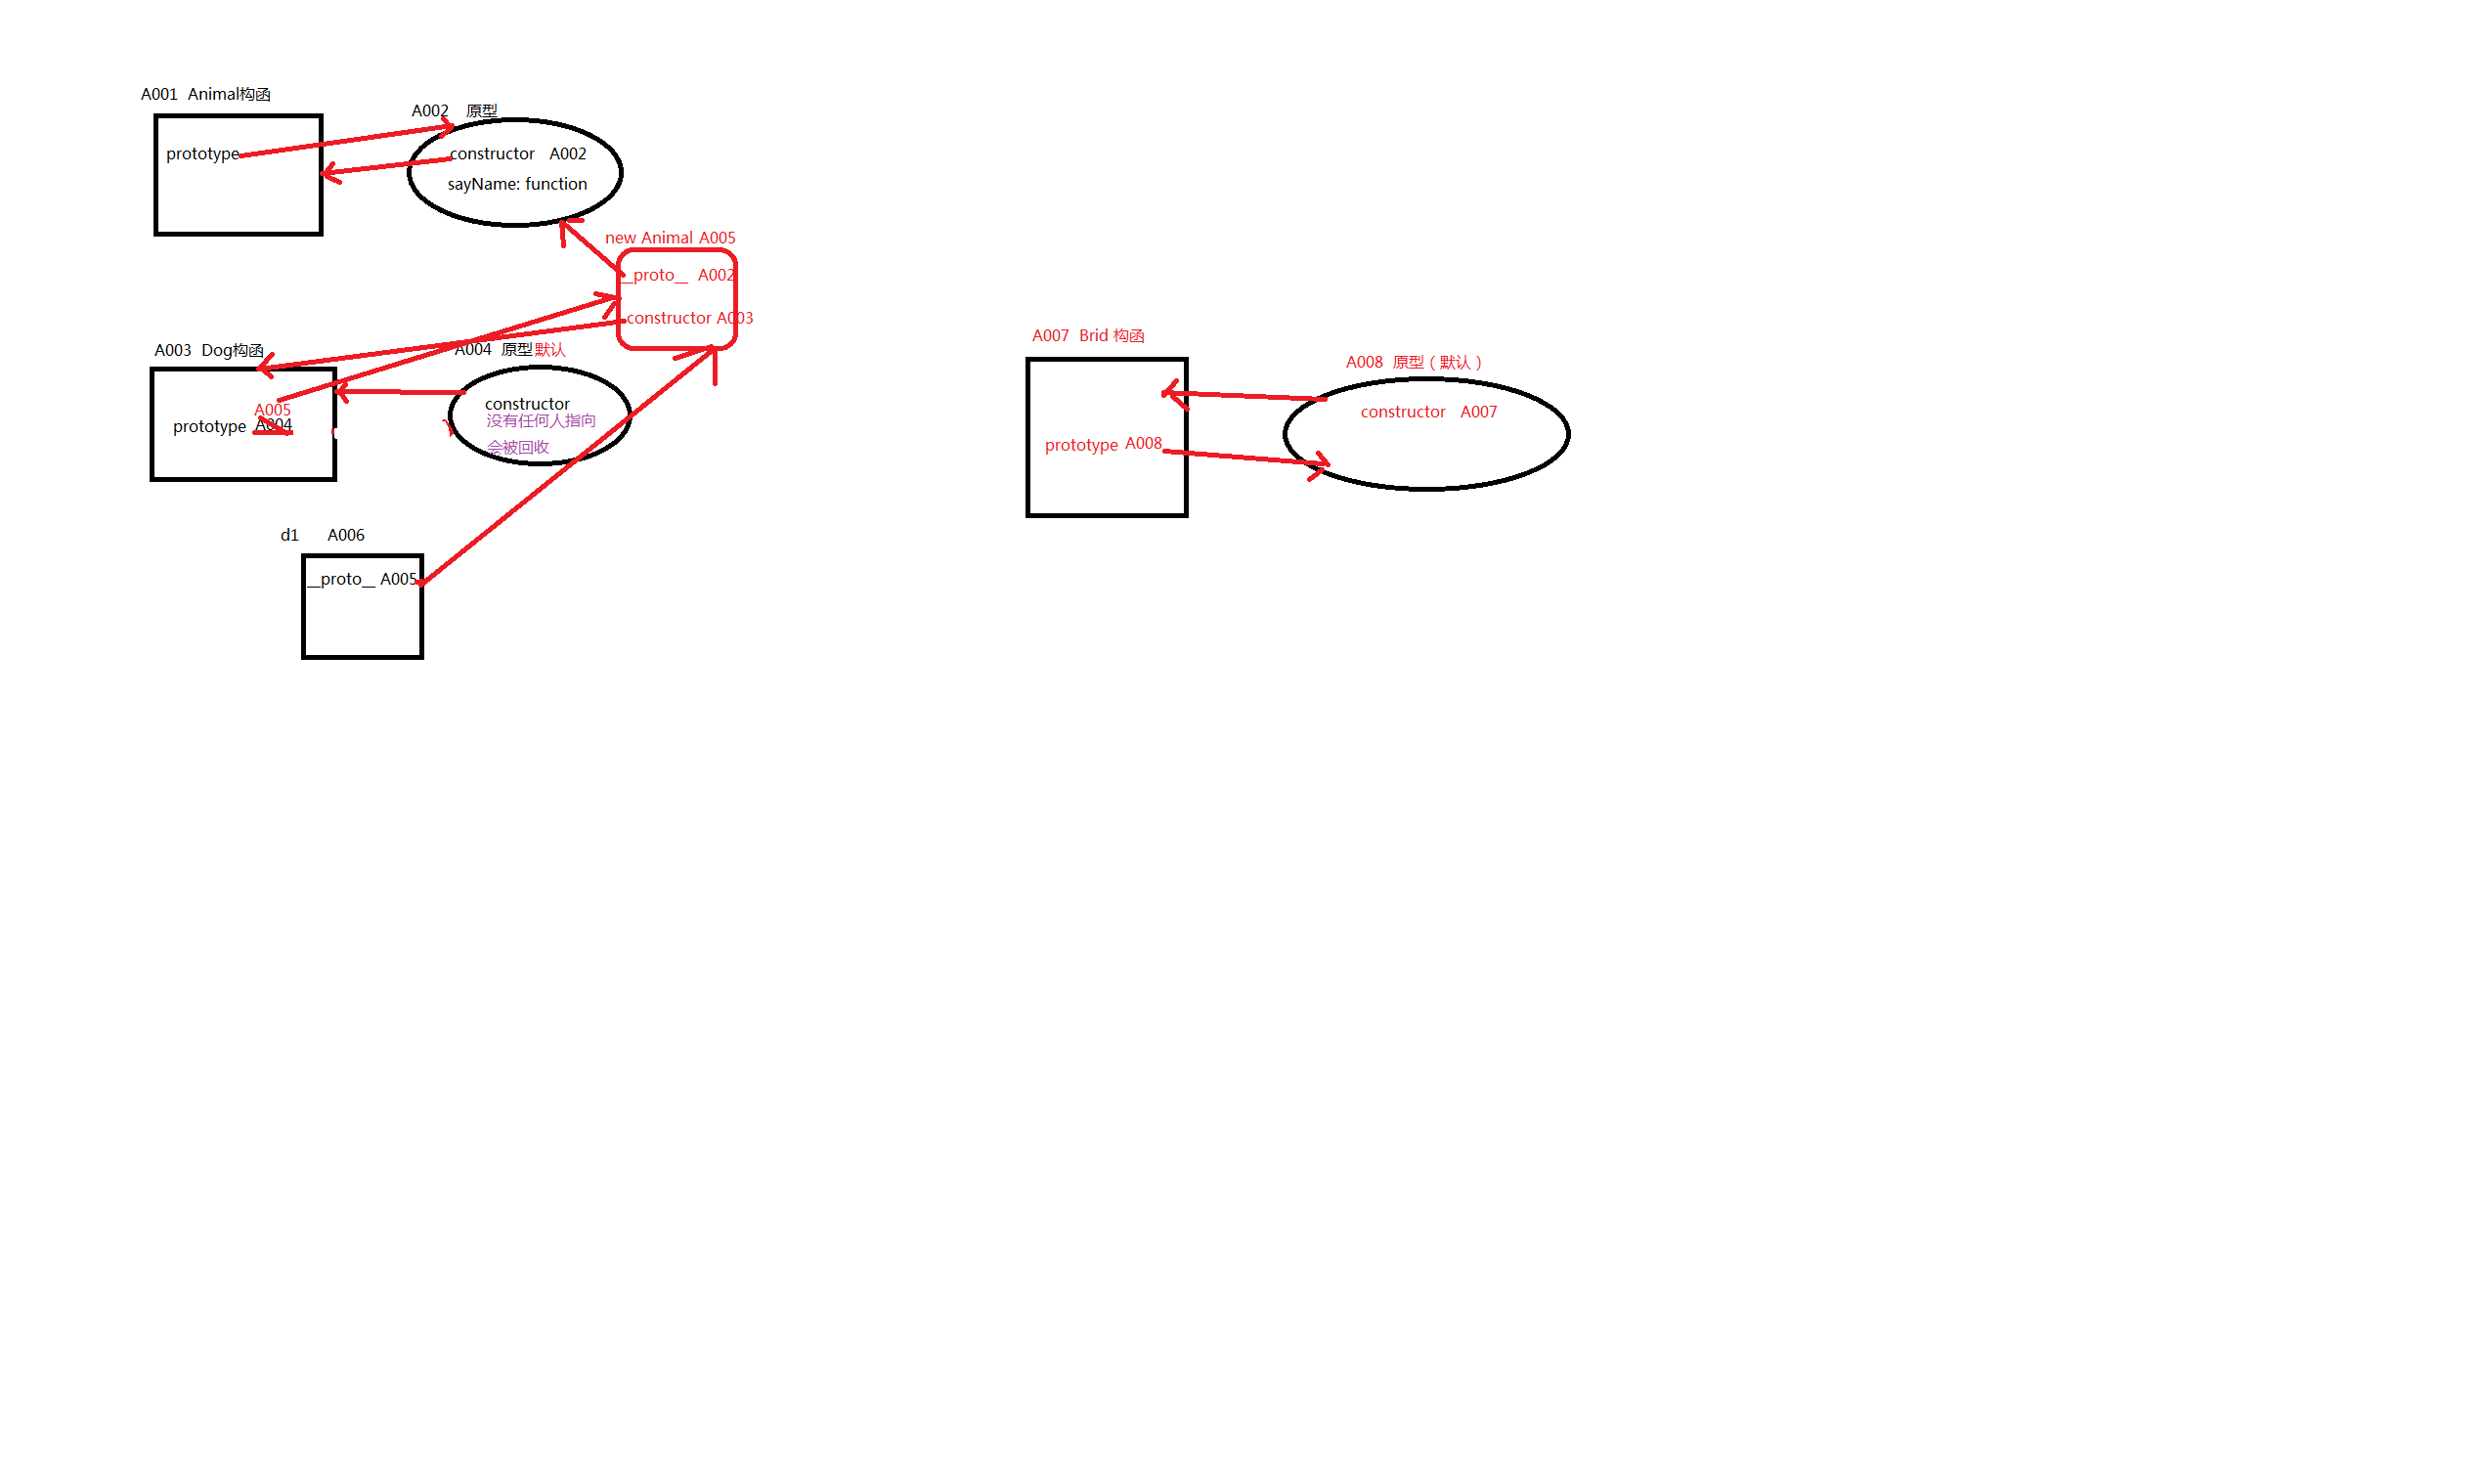 A001 Animal构函
prototype
A002 原型
constructor A002
sayName: function
new Animal A005
__proto__ A002
constructor A003
A003 Dog构函
A005
prototype A004
A004 原型默认
constructor
没有任何人指向
会被回收
d1 A006
__proto__ A005
A007 Brid 构函
prototype A008
A008 原型（默认）
constructor A007